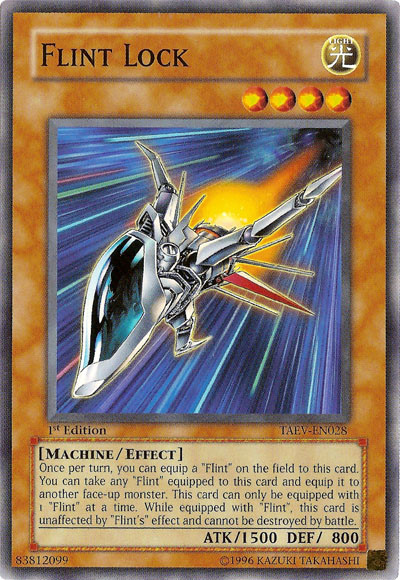 FLINT LOCK
LIGHT
光
1st Edition
TAEV-EN028
[MACHINE/EFFECT]
Once per turn, you can equip a "Flint" on the field to this card.
You can take any "Flint" equipped to this card and equip it to
another face-up monster. This card can only be equipped with
1 "Flint" at a time. While equipped with "Flint", this card is
unaffected by "Flint's" effect and cannot be destroyed by battle.
ATK/1500 DEF/ 800
83812099
©1996 KAZUKI TAKAHASHI